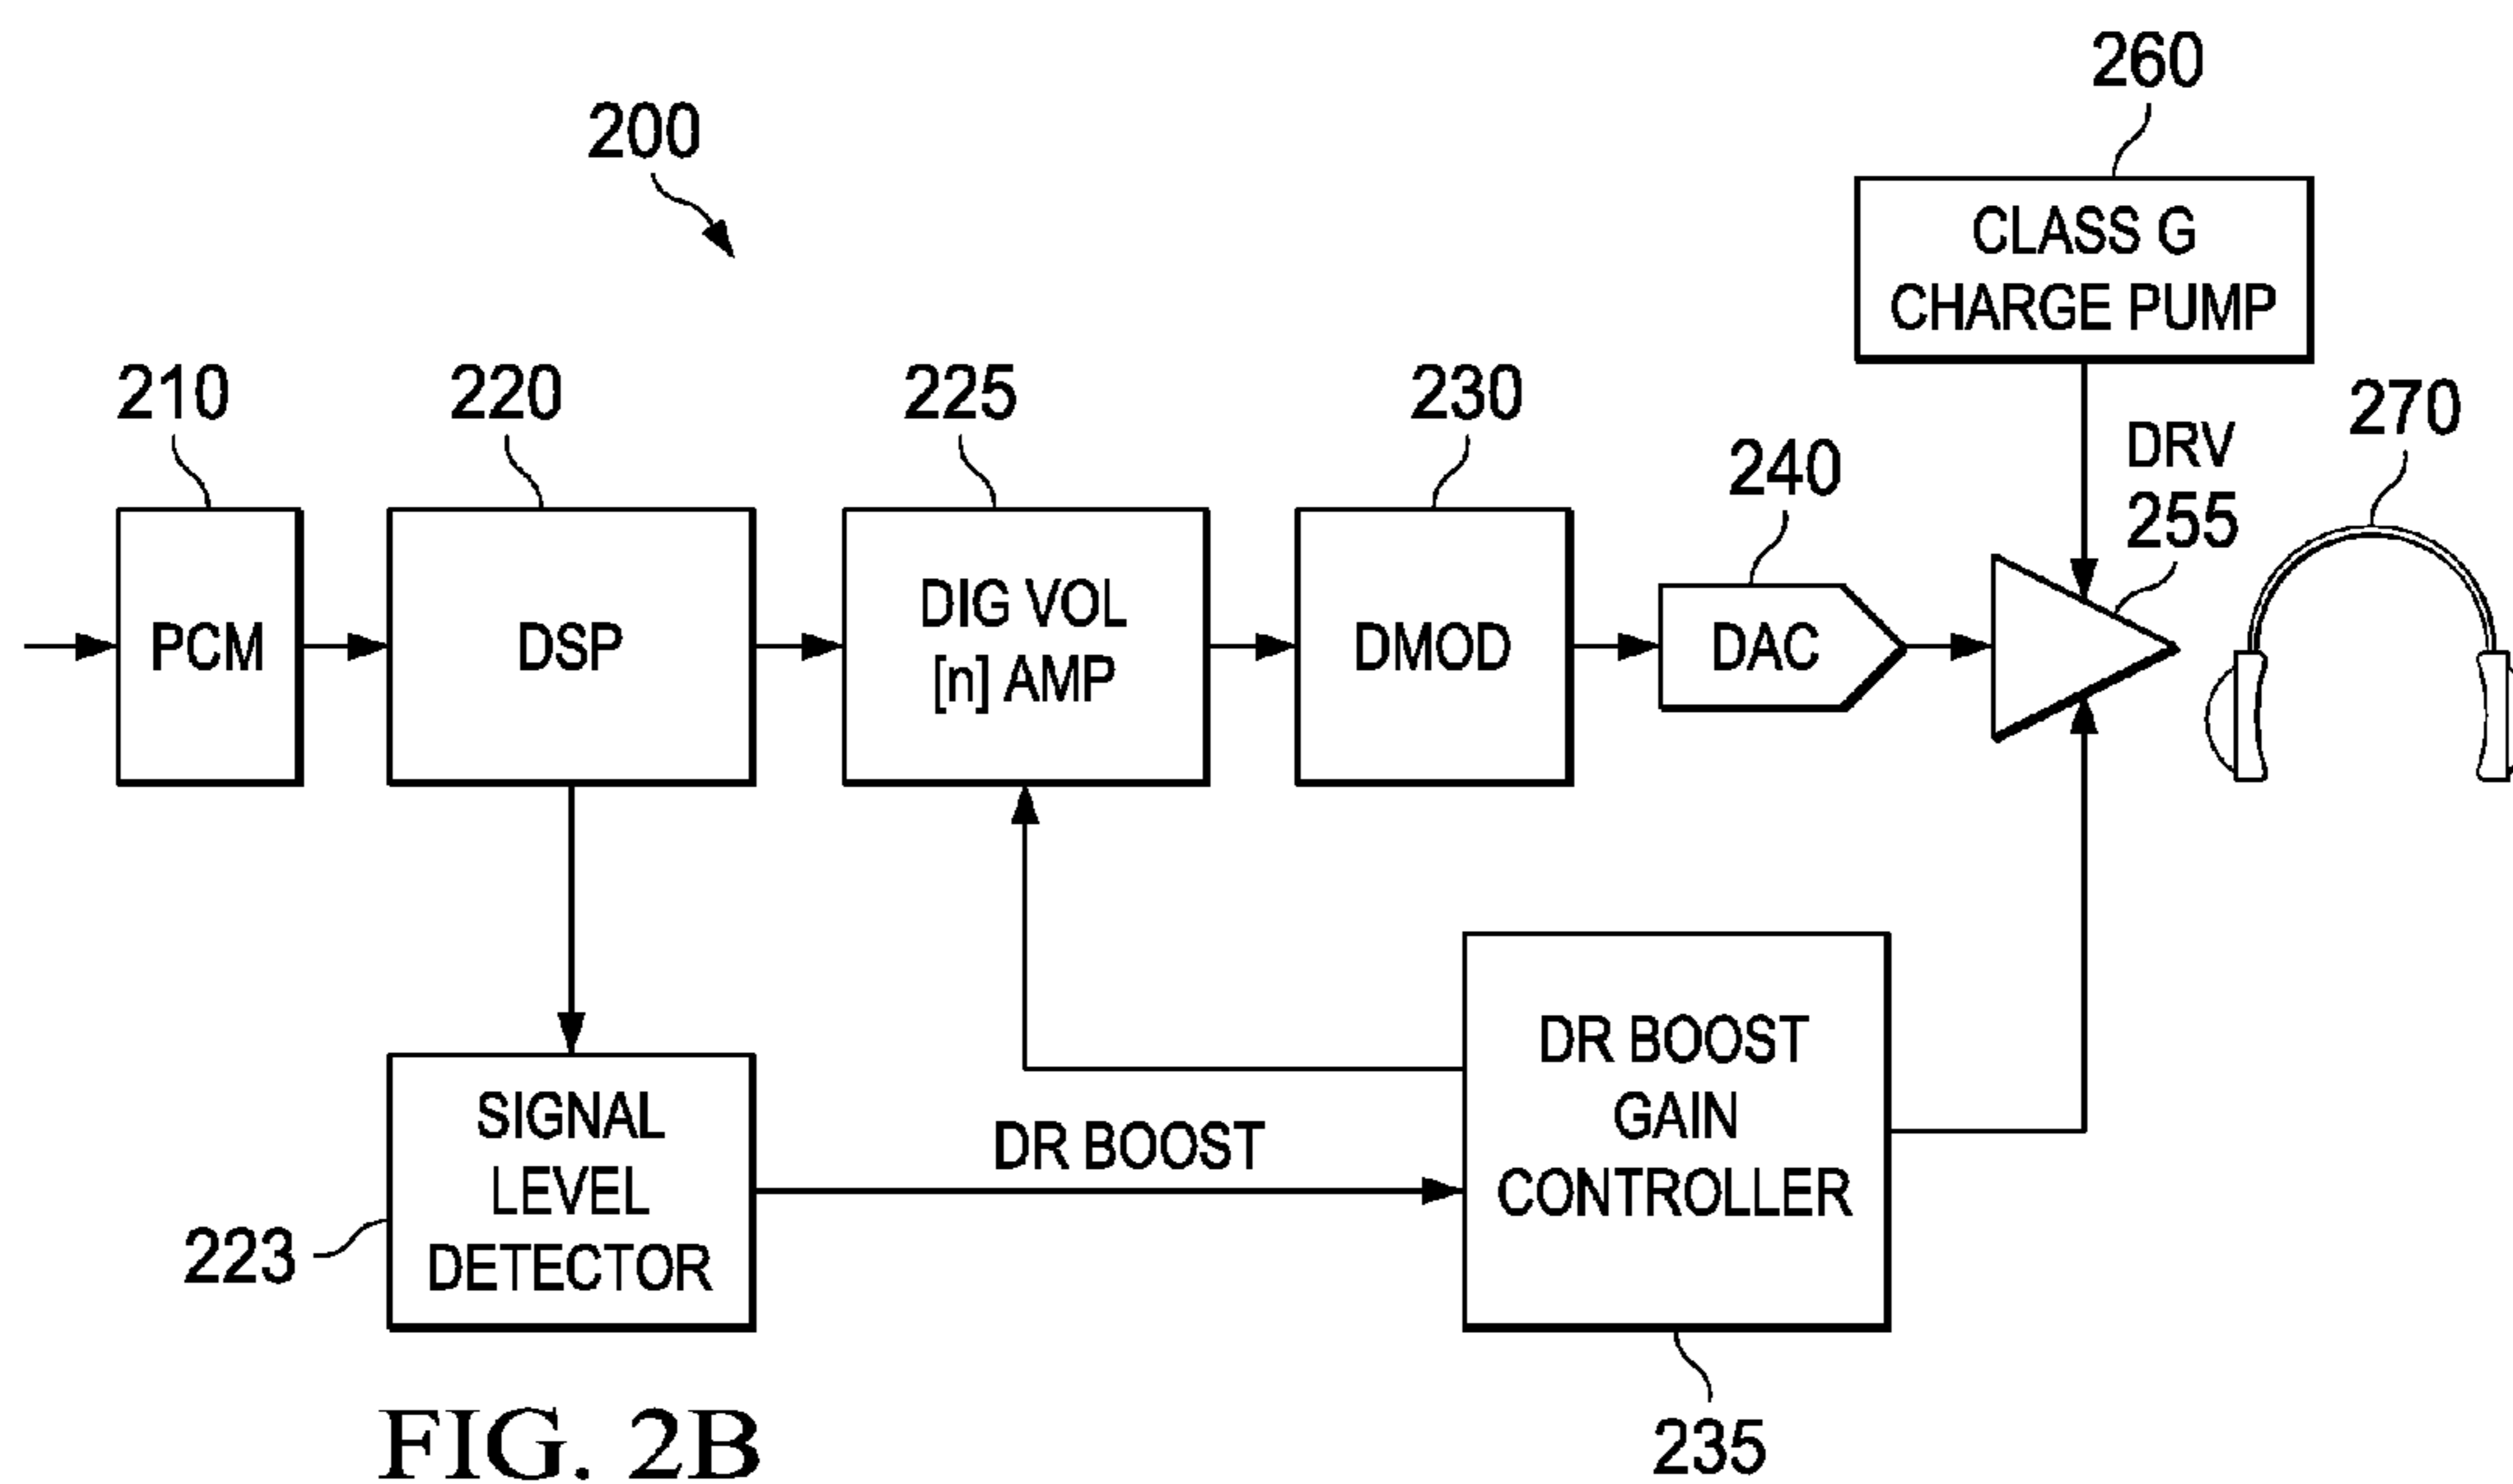 260
200
CLASS G
CHARGE PUMP
210
220
225
230
270
DRV
255
240
PCM
DSP
DIG VOL
[n] AMP
DMOD
DAC
SIGNAL
LEVEL
DETECTOR
223
DR BOOST
DR BOOST
GAIN
CONTROLLER
235
FIG. 2B